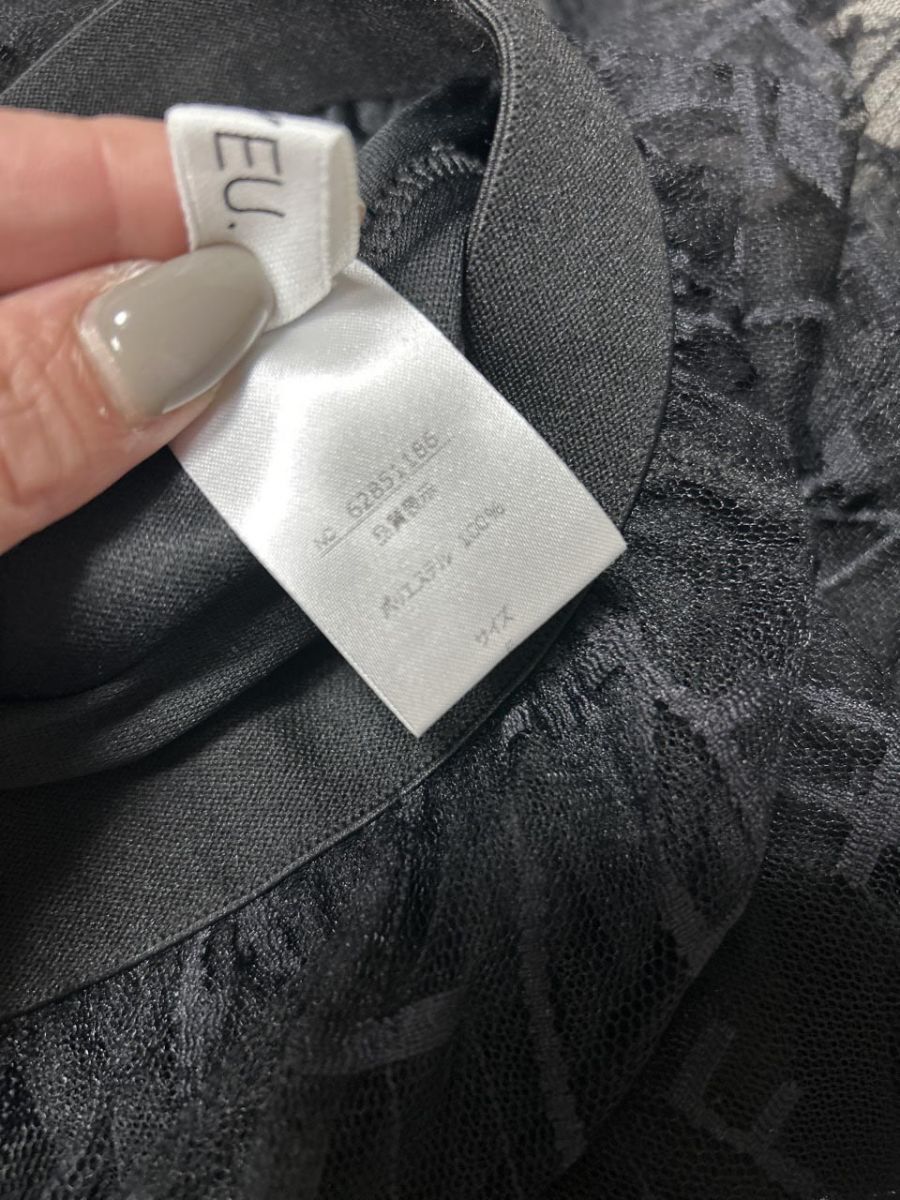 EU.
NO 62851186
品質表示
ポリエステル 100%
サイズ